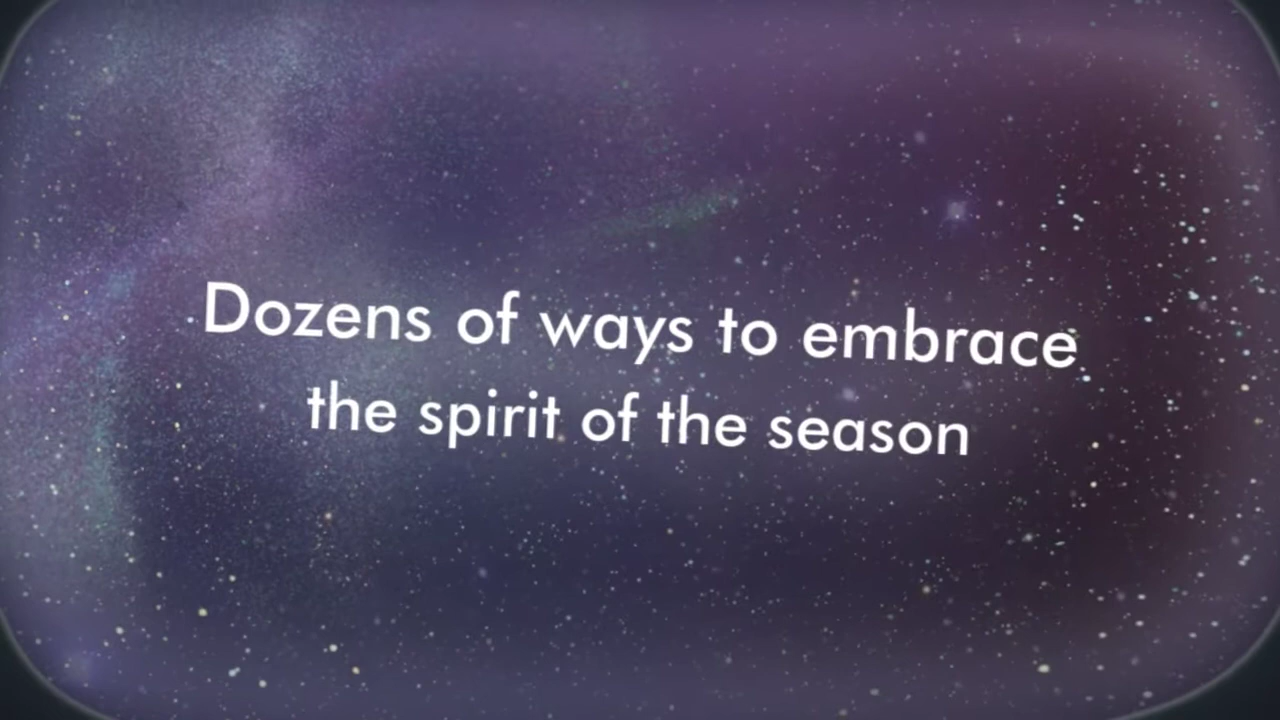 Dozens of ways to embrace
the spirit of the season